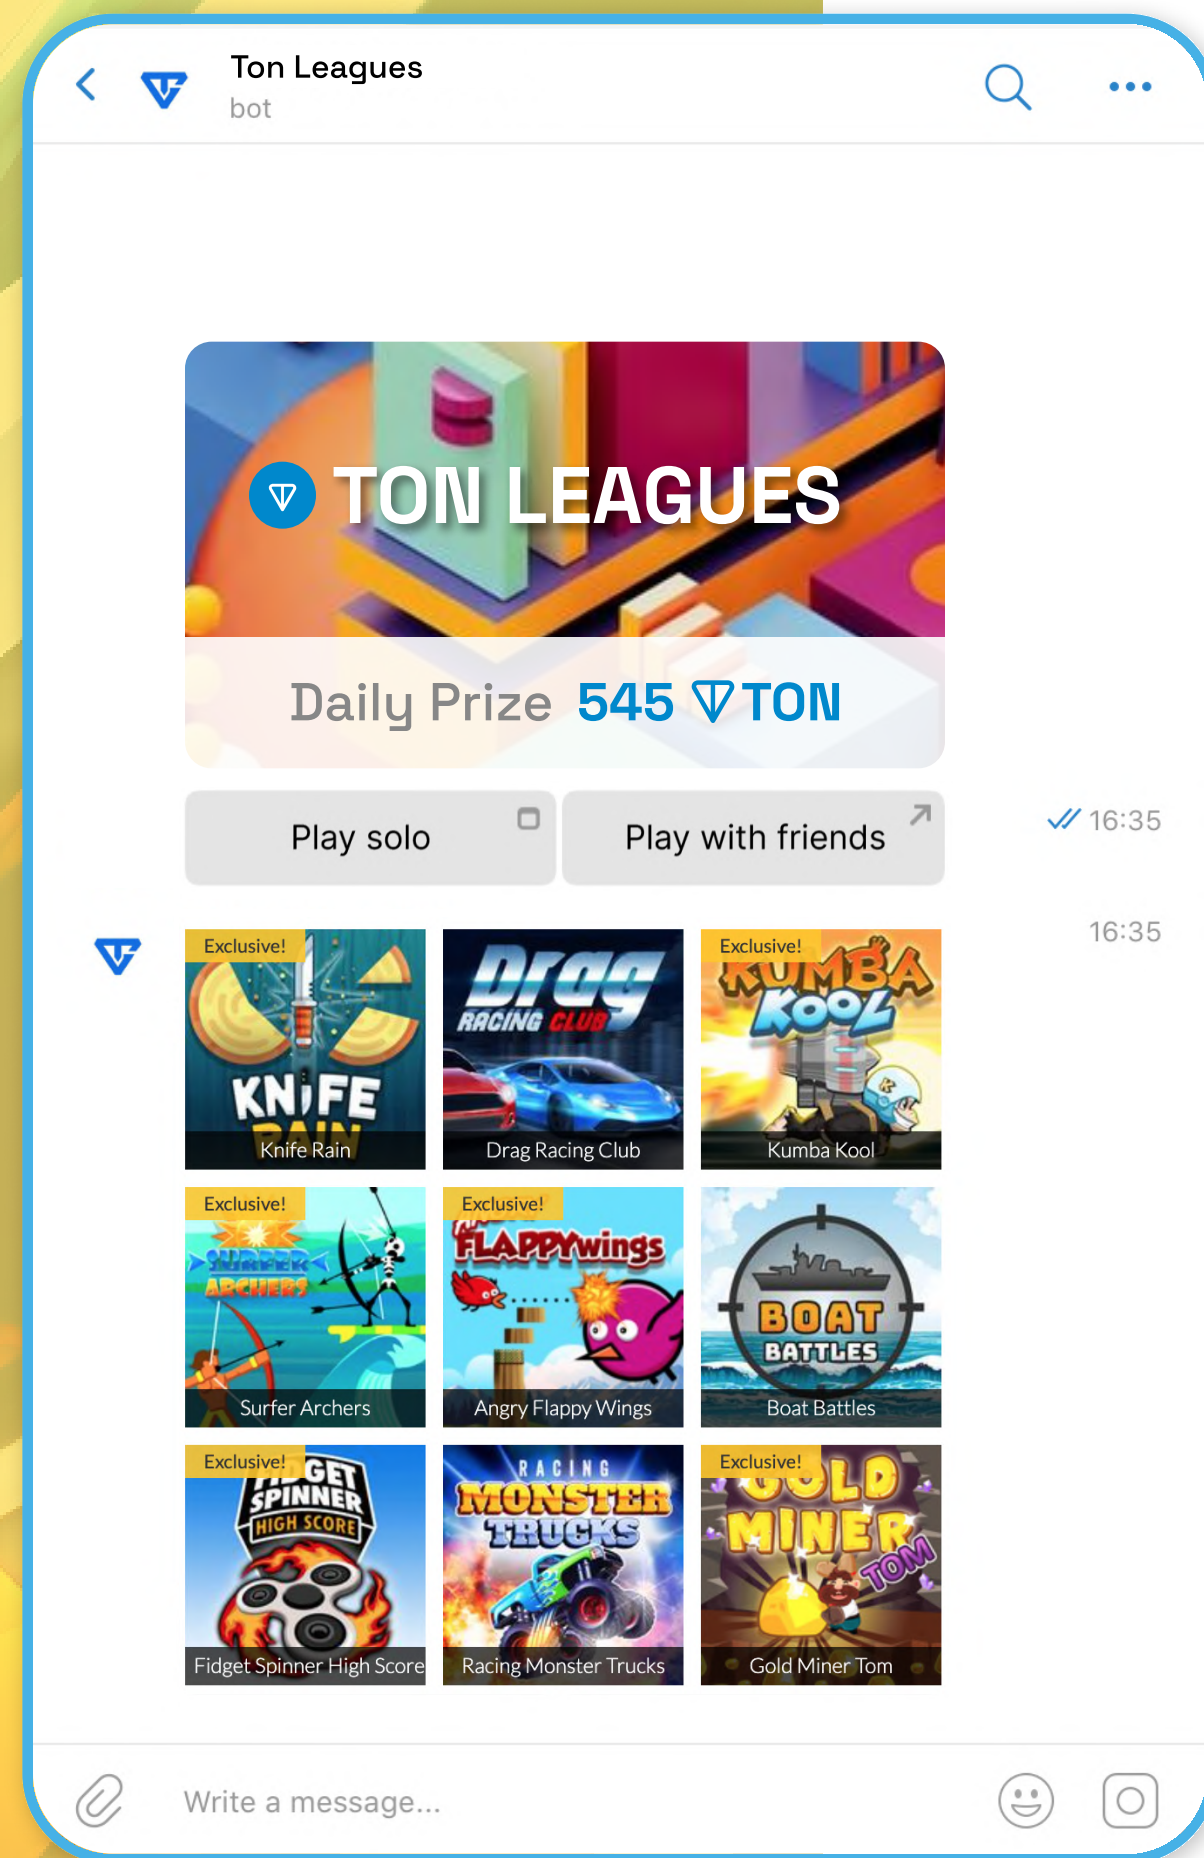 Ton Leagues
bot
TON LEAGUES
Daily Prize 545 TON
Play solo
Play with friends
16:35
16:35
Exclusive!
KNIFE
RAIN
Knife Rain
Drag
RACING CLUB
Drag Racing Club
Exclusive!
KUMBA
KOOL
K
Kumba Kool
Exclusive!
SURFER
ARCHERS
Surfer Archers
Exclusive!
FLAPPYwings
Angry Flappy Wings
BOAT
BATTLES
Boat Battles
Exclusive!
FIDGET
SPINNER
HIGH SCORE
Fidget Spinner High Score
RACING
MONSTER
TRUCKS
Racing Monster Trucks
Exclusive!
GOLD
MINER
TOM
Gold Miner Tom
Write a message...